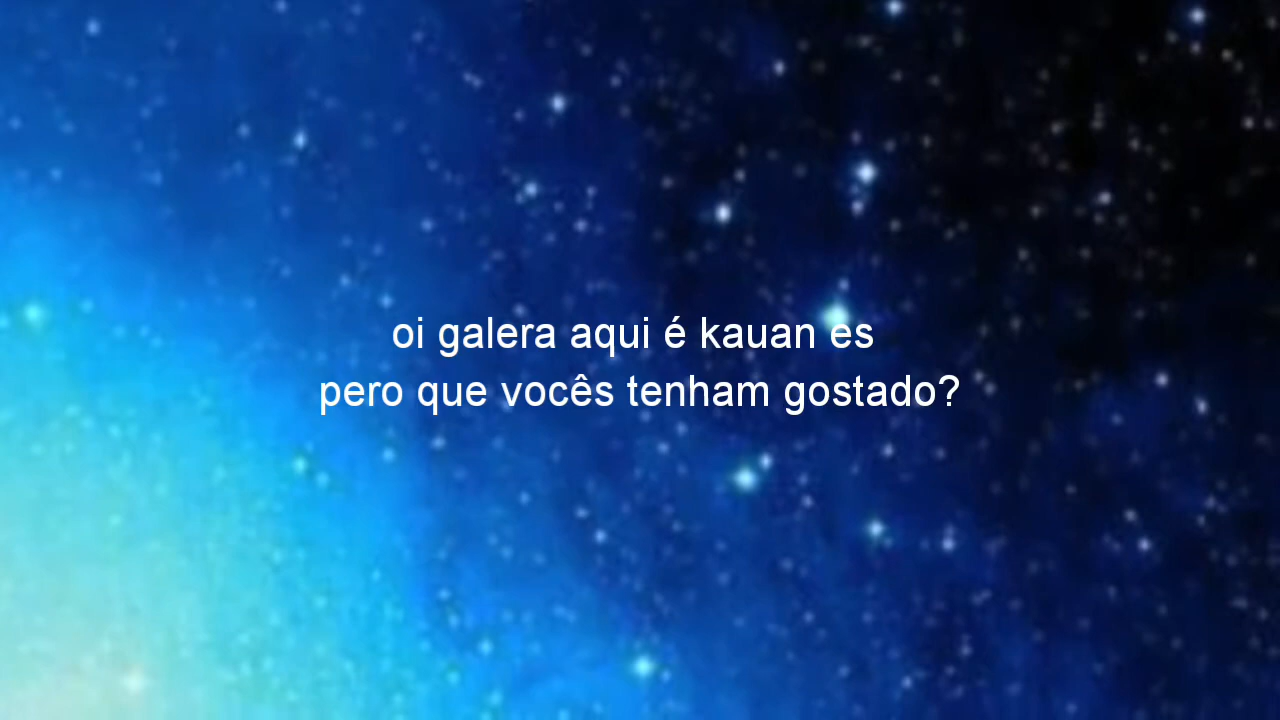 oi galera aqui é kauan es
pero que vocês tenham gostado?